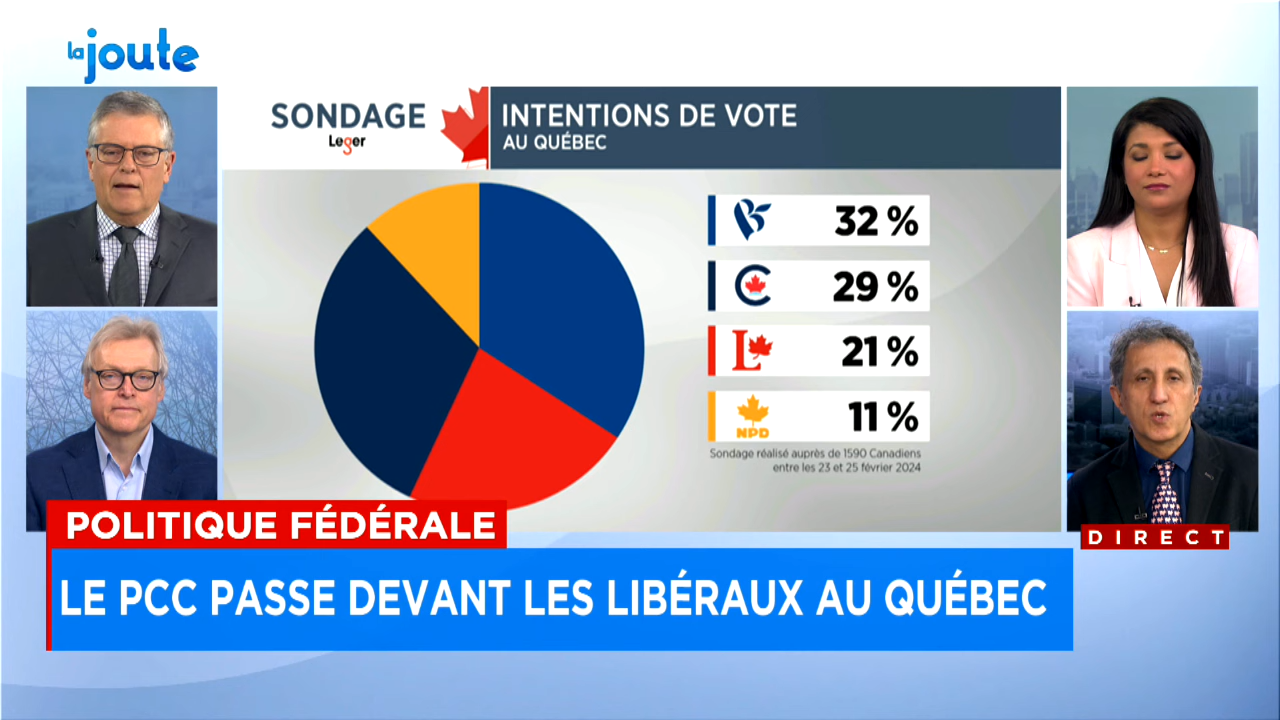 la joute
SONDAGE
Leger
INTENTIONS DE VOTE
AU QUÉBEC
32 %
29 %
L 21 %
NPD 11 %
Sondage réalisé auprès de 1590 Canadiens
entre les 23 et 25 février 2024
DIRECT
POLITIQUE FÉDÉRALE
LE PCC PASSE DEVANT LES LIBÉRAUX AU QUÉBEC